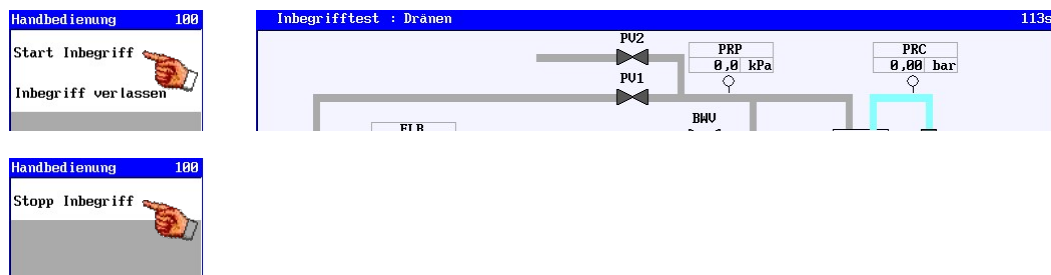 Handbedienung 100
Start Inbegriff
Inbegriff verlassen
Inbegrifftest : Dränen 113s
PV2
PRP
0,0 kPa
PRC
0,00 bar
PV1
BWV
Handbedienung 100
Stopp Inbegriff